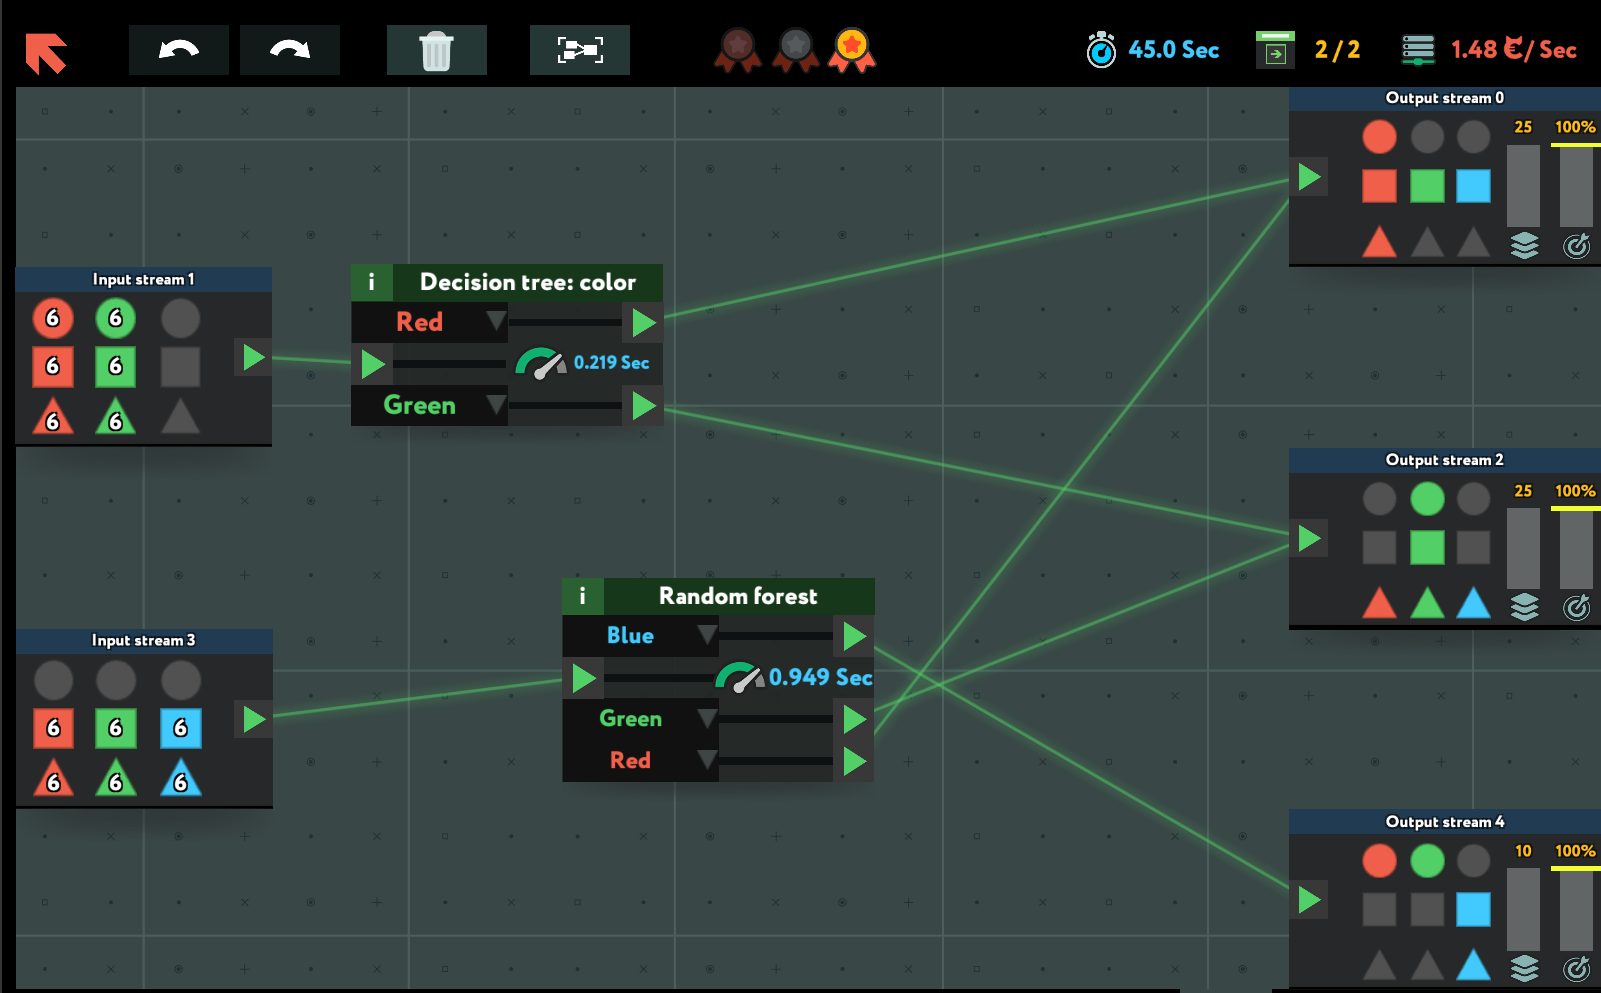 45.0 Sec
2 / 2
1.48 €/ Sec
Output stream 0
25
100%
Input stream 1
6 6
6 6
6 6
i Decision tree: color
Red
0.219 Sec
Green
Output stream 2
25
100%
i Random forest
Blue
0.949 Sec
Green
Red
Input stream 3
6 6 6
6 6 6
Output stream 4
10
100%